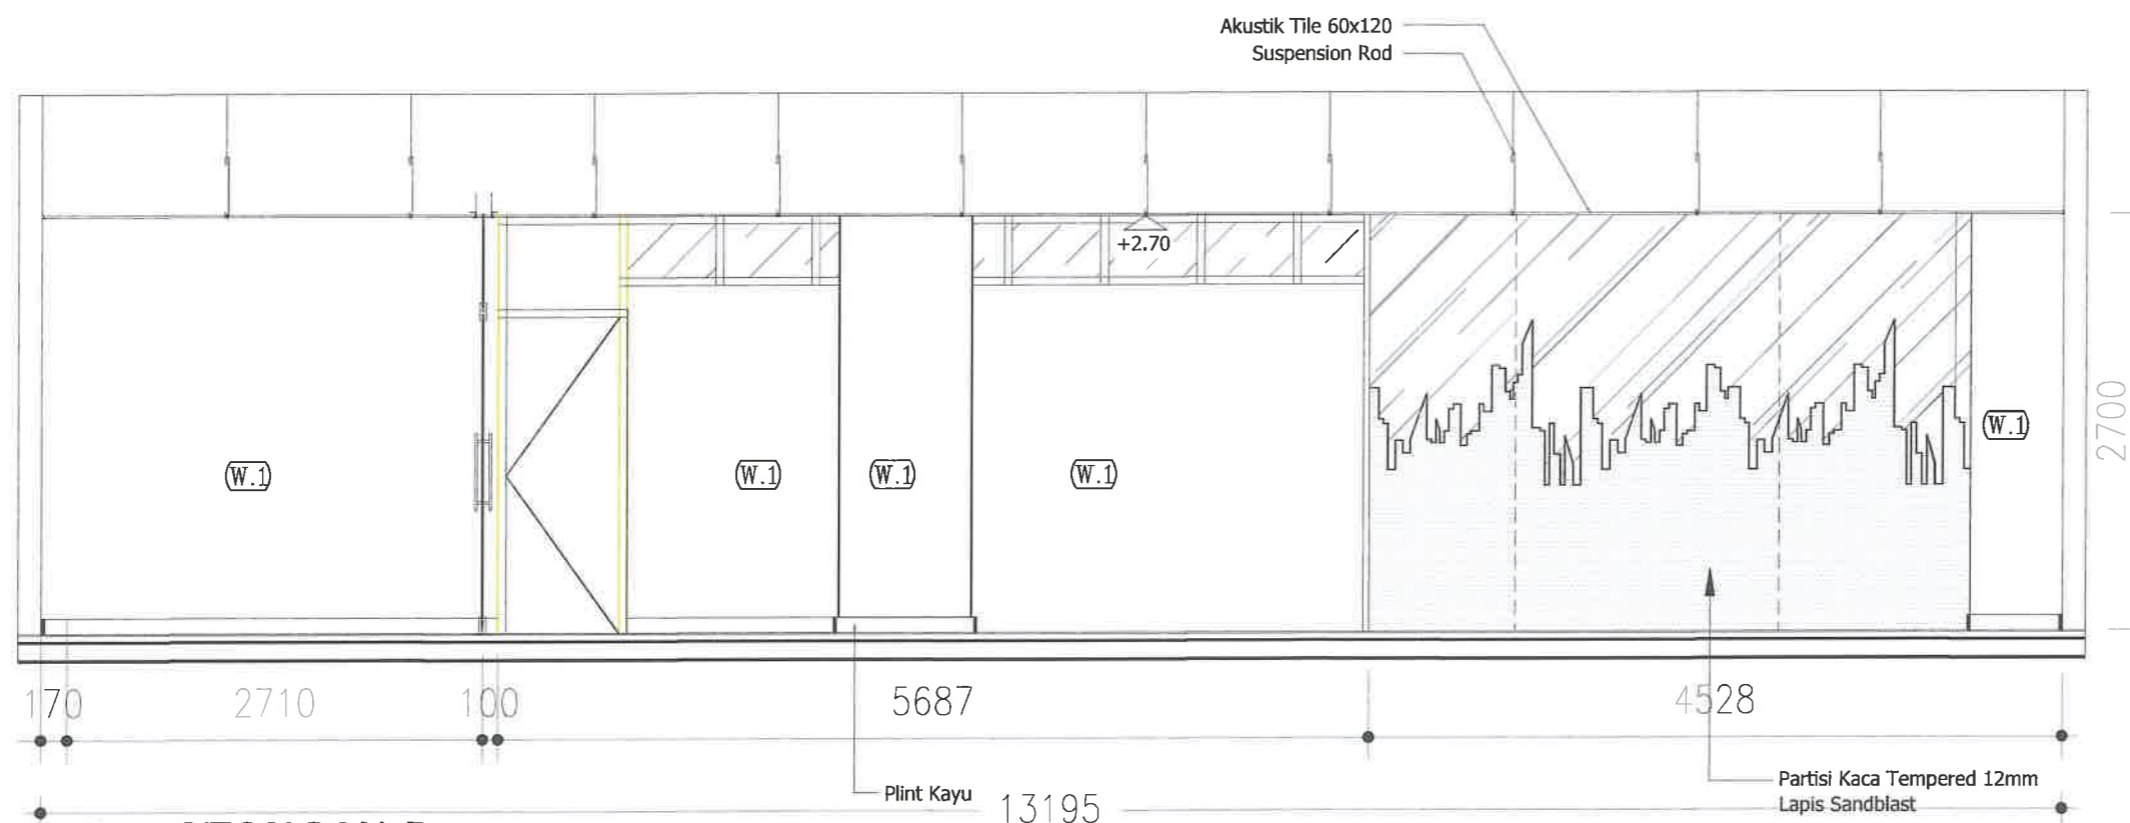 Akustik Tile 60x120
Suspension Rod
+2.70
W.1
W.1
W.1
W.1
W.1
2700
170
2710
100
5687
4528
Plint Kayu
13195
Partisi Kaca Tempered 12mm
Lapis Sandblast